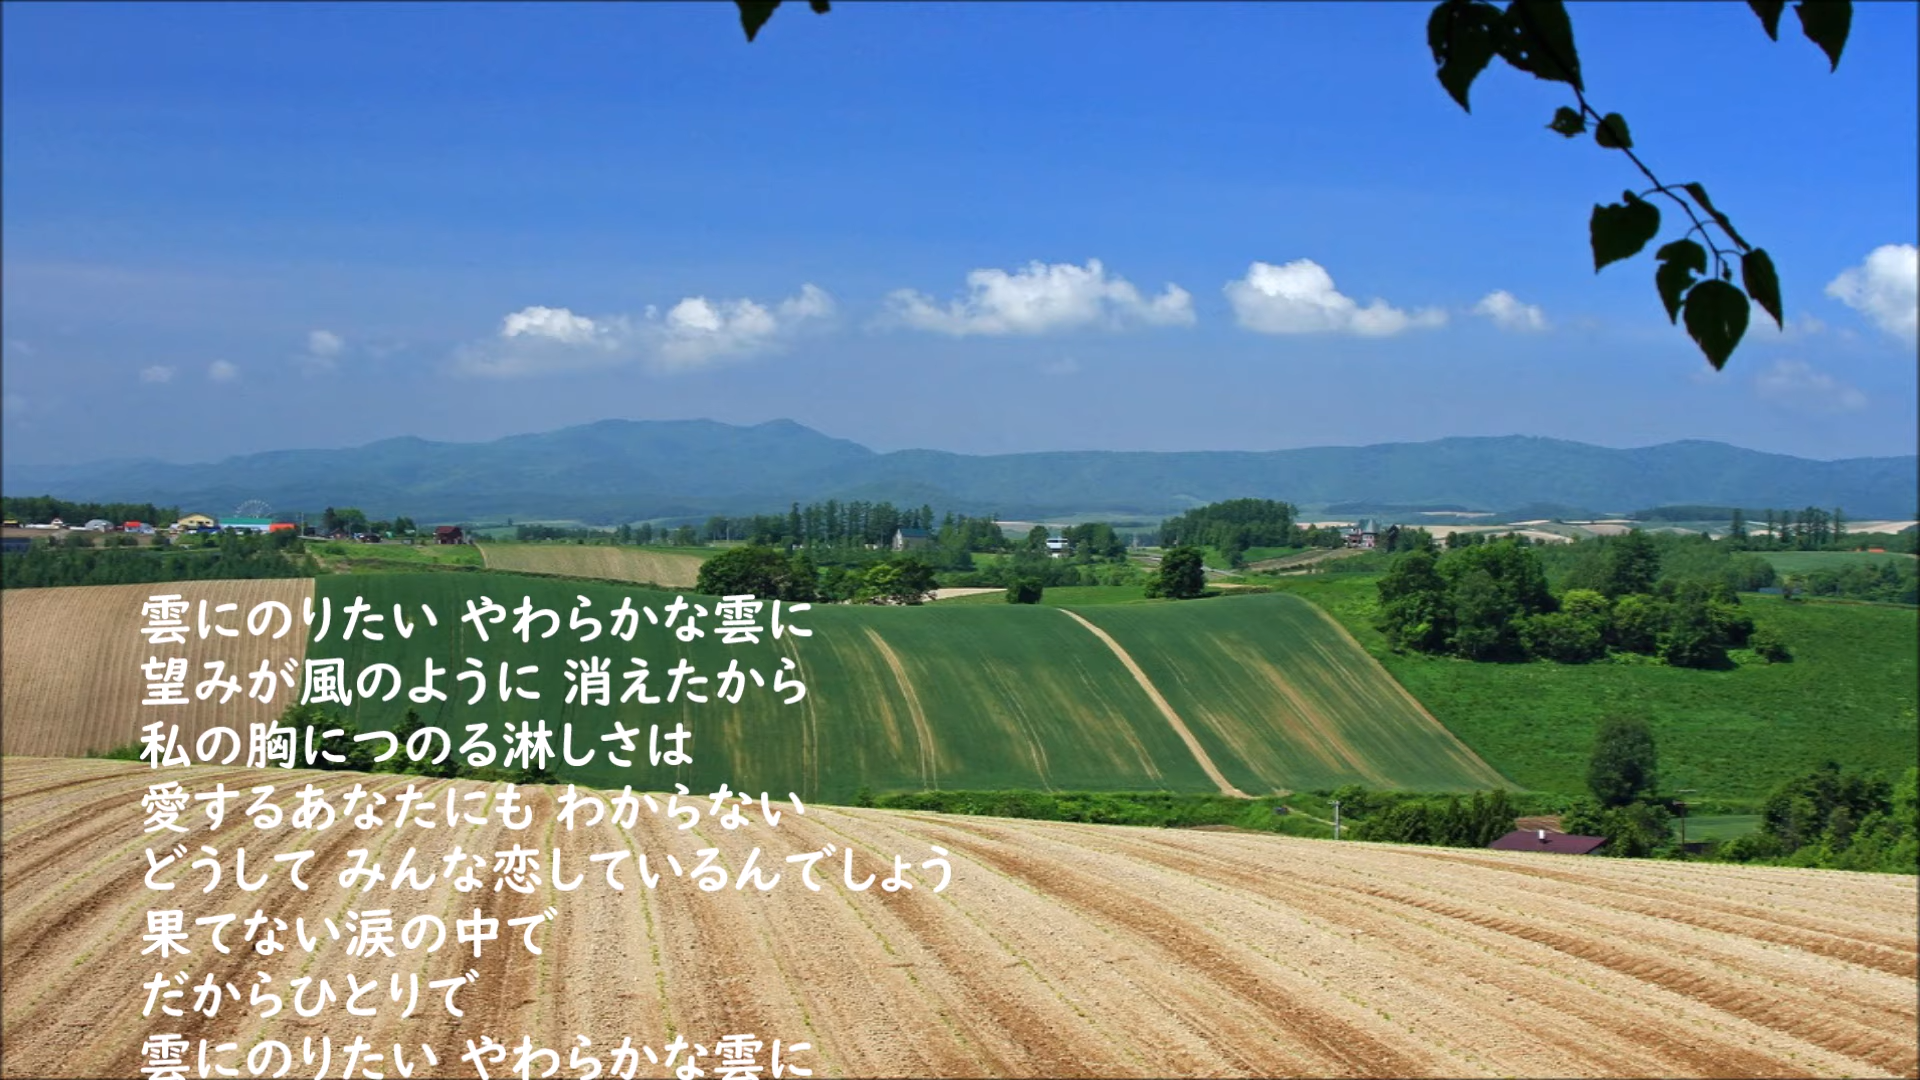 雲にのりたい やわらかな雲に
望みが風のように 消えたから
私の胸につのる淋しさは
愛するあなたにも わからない
どうして みんな恋しているんでしょう
果てない涙の中で
だからひとりで
雲にのりたい やわらかな雲に